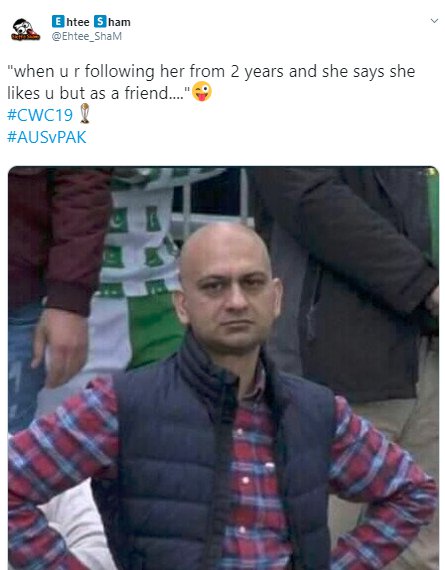 Ehtee Sham
@Ehtee_ShaM
"when u r following her from 2 years and she says she
likes u but as a friend...."😜
#CWC19
#AUSvPAK